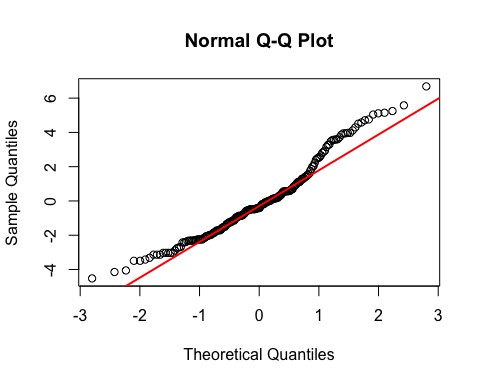 Normal Q-Q Plot
Sample Quantiles
6
4
2
0
-2
-4
-3 -2 -1 0 1 2 3
Theoretical Quantiles